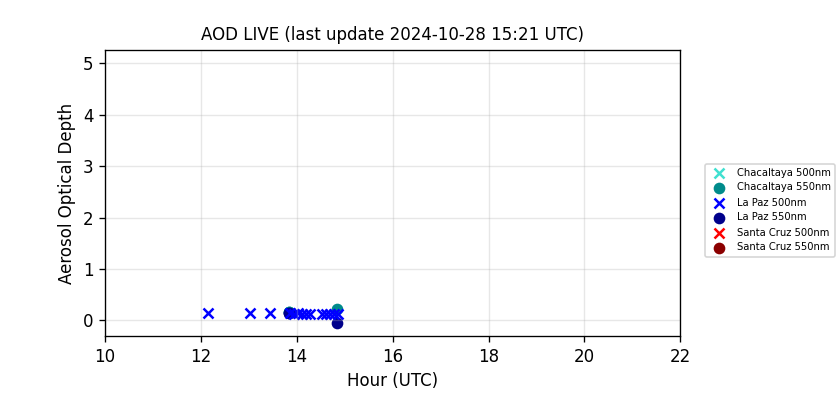 AOD LIVE (last update 2024-10-28 15:21 UTC)
5
4
3
2
1
0
Aerosol Optical Depth
10 12 14 16 18 20 22
Hour (UTC)
Chacaltaya 500nm
Chacaltaya 550nm
La Paz 500nm
La Paz 550nm
Santa Cruz 500nm
Santa Cruz 550nm